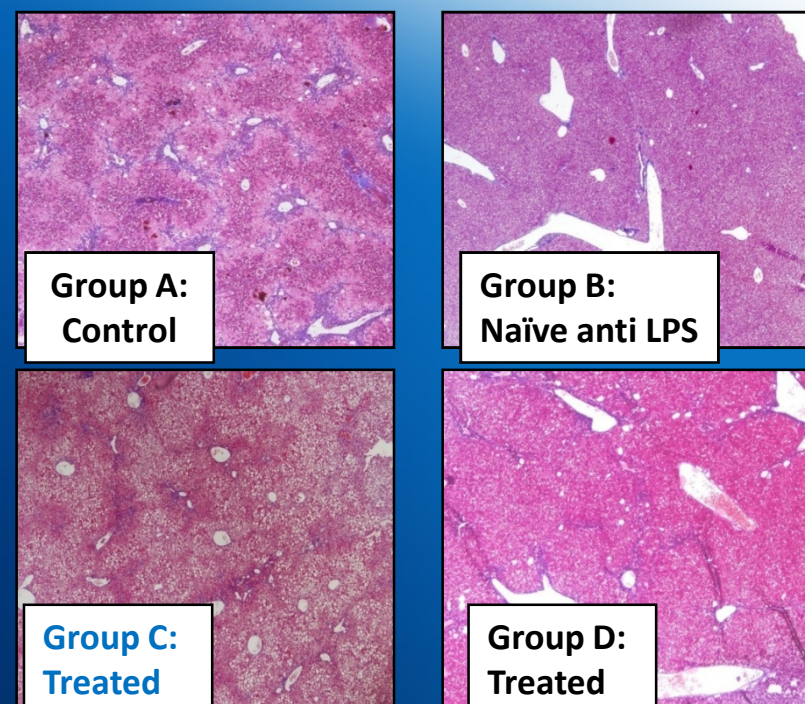 Group A:
Control
Group B:
Naïve anti LPS
Group C:
Treated
Group D:
Treated